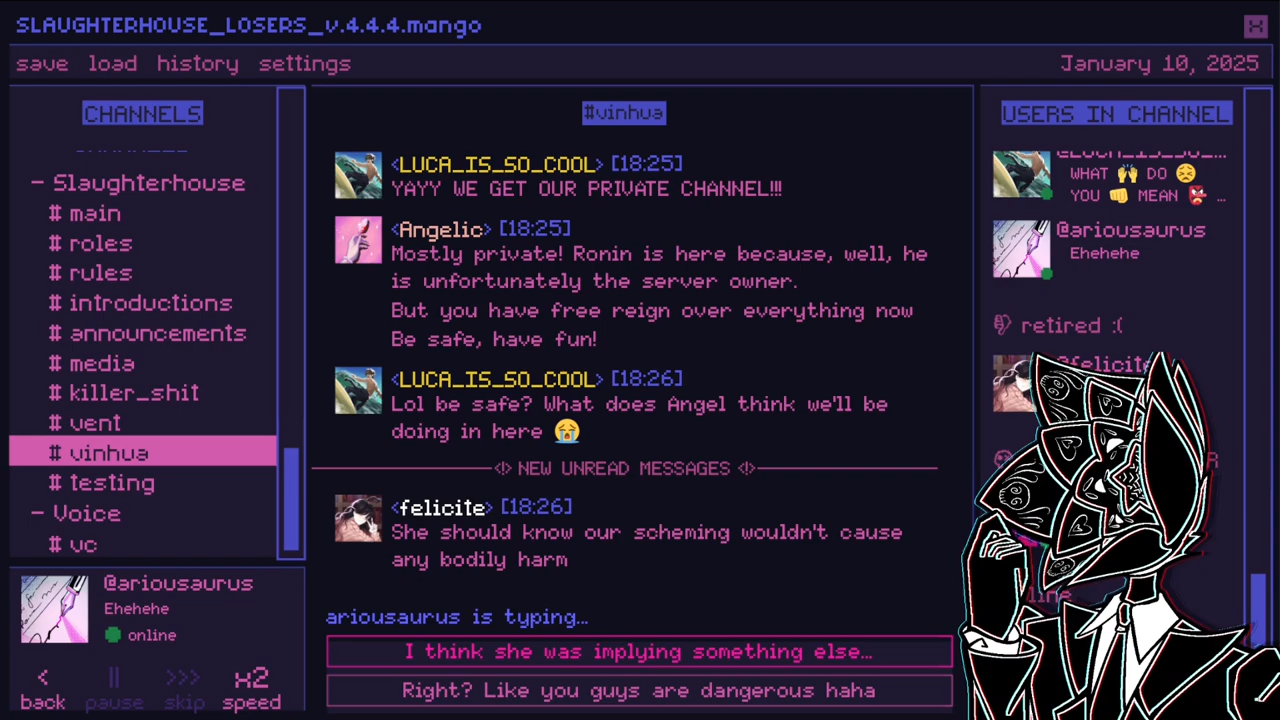 SLAUGHTERHOUSE_LOSERS_v.4.4.4.mango
X
save load history settings
January 10, 2025
CHANNELS
- Slaughterhouse
# main
# roles
# rules
# introductions
# announcements
# media
# killer_shit
# vent
# vinhua
# testing
- Voice
# vc
@ariousaurus
Ehehehe
online
< back
|| pause
>>> skip
x2 speed
#vinhua
<LUCA_IS_SO_COOL> [18:25]
YAYY WE GET OUR PRIVATE CHANNEL!!!
<Angelic> [18:25]
Mostly private! Ronin is here because, well, he
is unfortunately the server owner.
But you have free reign over everything now
Be safe, have fun!
<LUCA_IS_SO_COOL> [18:26]
Lol be safe? What does Angel think we'll be
doing in here 😭
NEW UNREAD MESSAGES
<felicite> [18:26]
She should know our scheming wouldn't cause
any bodily harm
ariousaurus is typing...
I think she was implying something else...
Right? Like you guys are dangerous haha
USERS IN CHANNEL
@LUCA_IS_SO_...
WHAT 🙌 DO 😣
YOU 👊 MEAN 👺 ...
@ariousaurus
Ehehehe
retired :(
@felicite